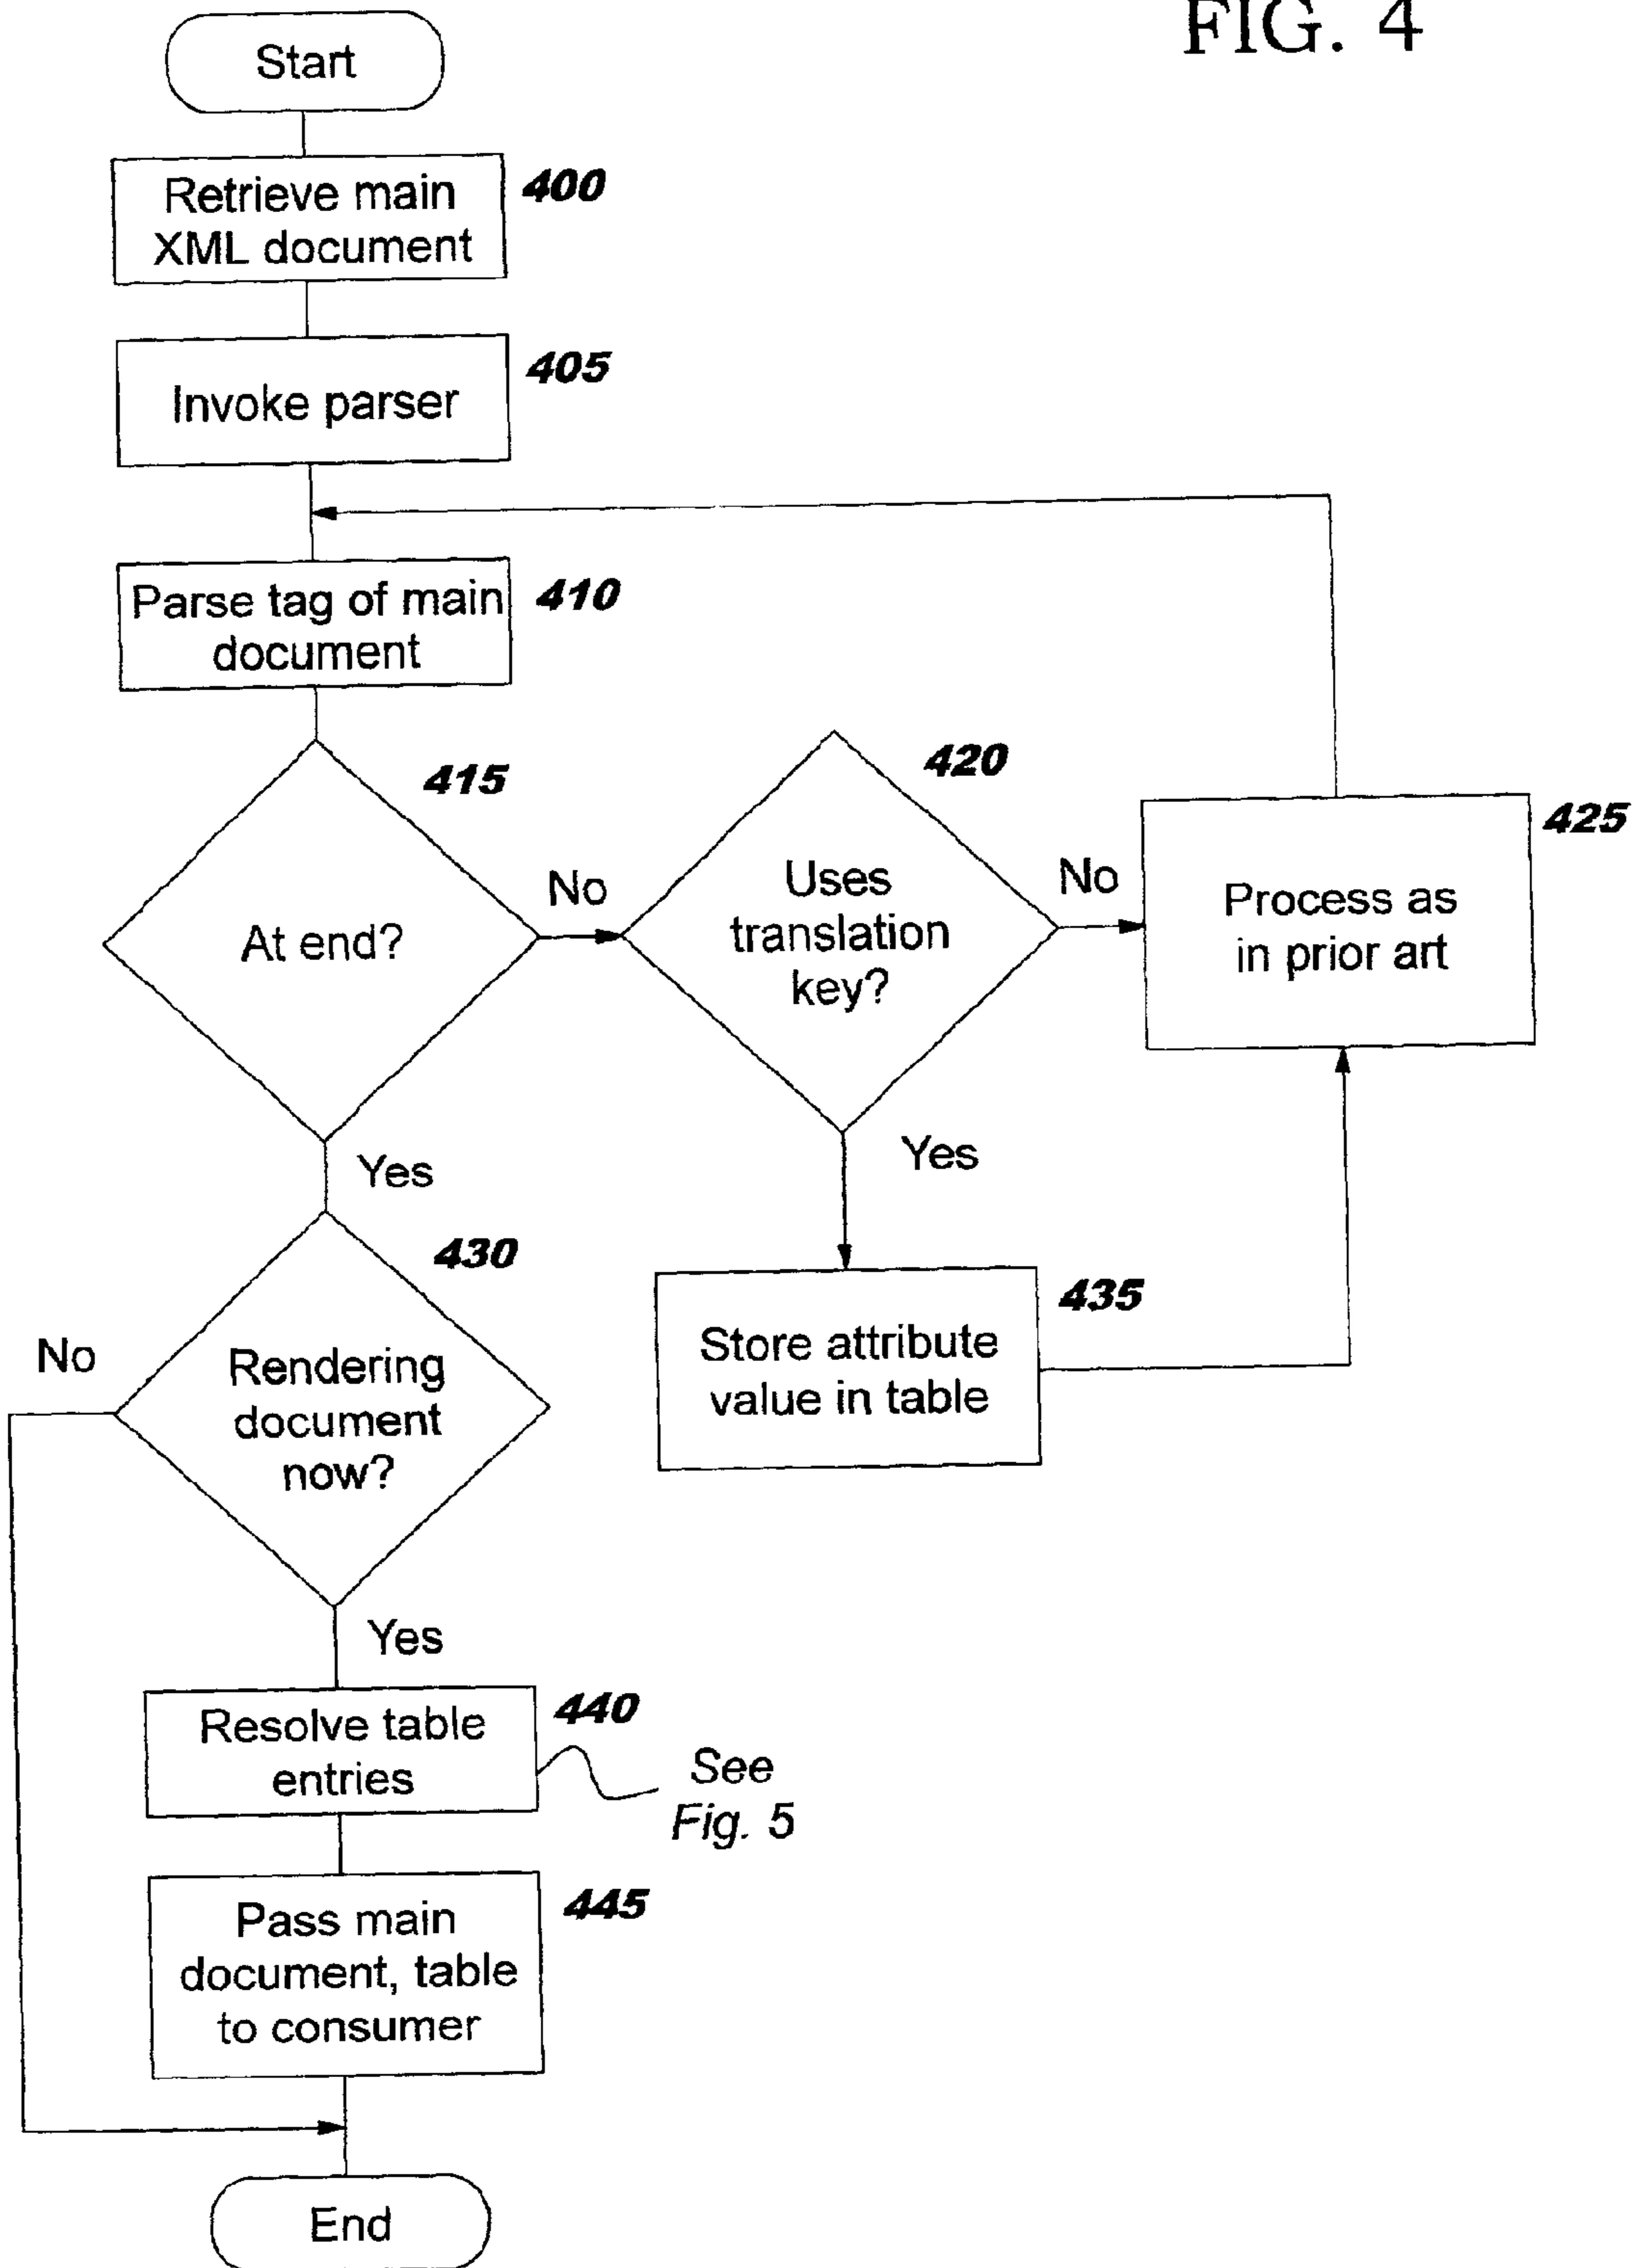 FIG. 4
Start
Retrieve main
XML document
400
Invoke parser
405
Parse tag of main
document
410
415
At end?
No
420
Uses
translation
key?
No
425
Process as
in prior art
Yes
Yes
430
Rendering
document
now?
No
435
Store attribute
value in table
Yes
Resolve table
entries
440
See
Fig. 5
Pass main
document, table
to consumer
445
End